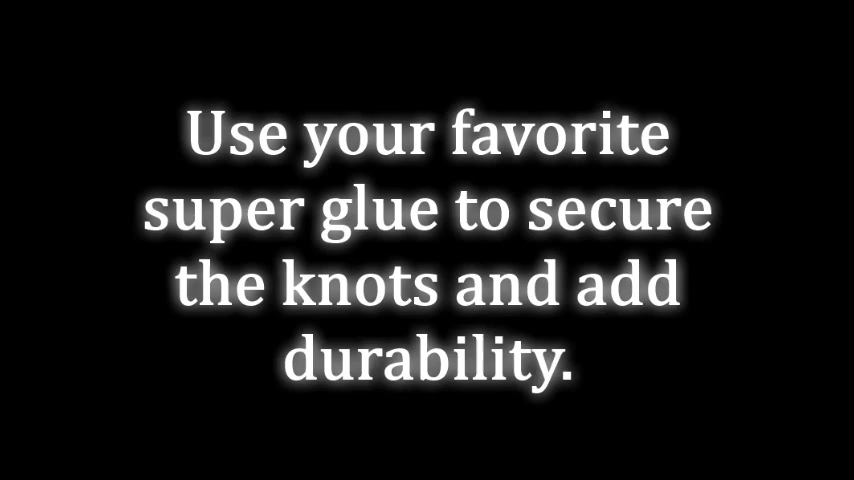 Use your favorite
super glue to secure
the knots and add
durability.